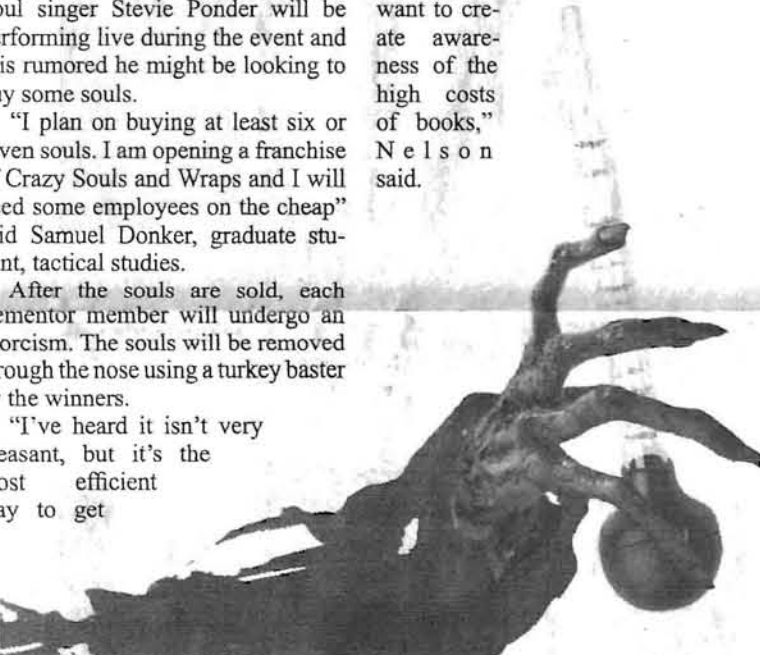 oul singer Stevie Ponder will be
rforming live during the event and
is rumored he might be looking to
y some souls.
“I plan on buying at least six or
ven souls. I am opening a franchise
Crazy Souls and Wraps and I will
ed some employees on the cheap”
id Samuel Donker, graduate stu-
nt, tactical studies.
After the souls are sold, each
ementor member will undergo an
orcism. The souls will be removed
rough the nose using a turkey baster
the winners.
“I’ve heard it isn’t very
easant, but it’s the
ost efficient
ay to get
want to cre-
ate aware-
ness of the
high costs
of books,”
Nelson
said.